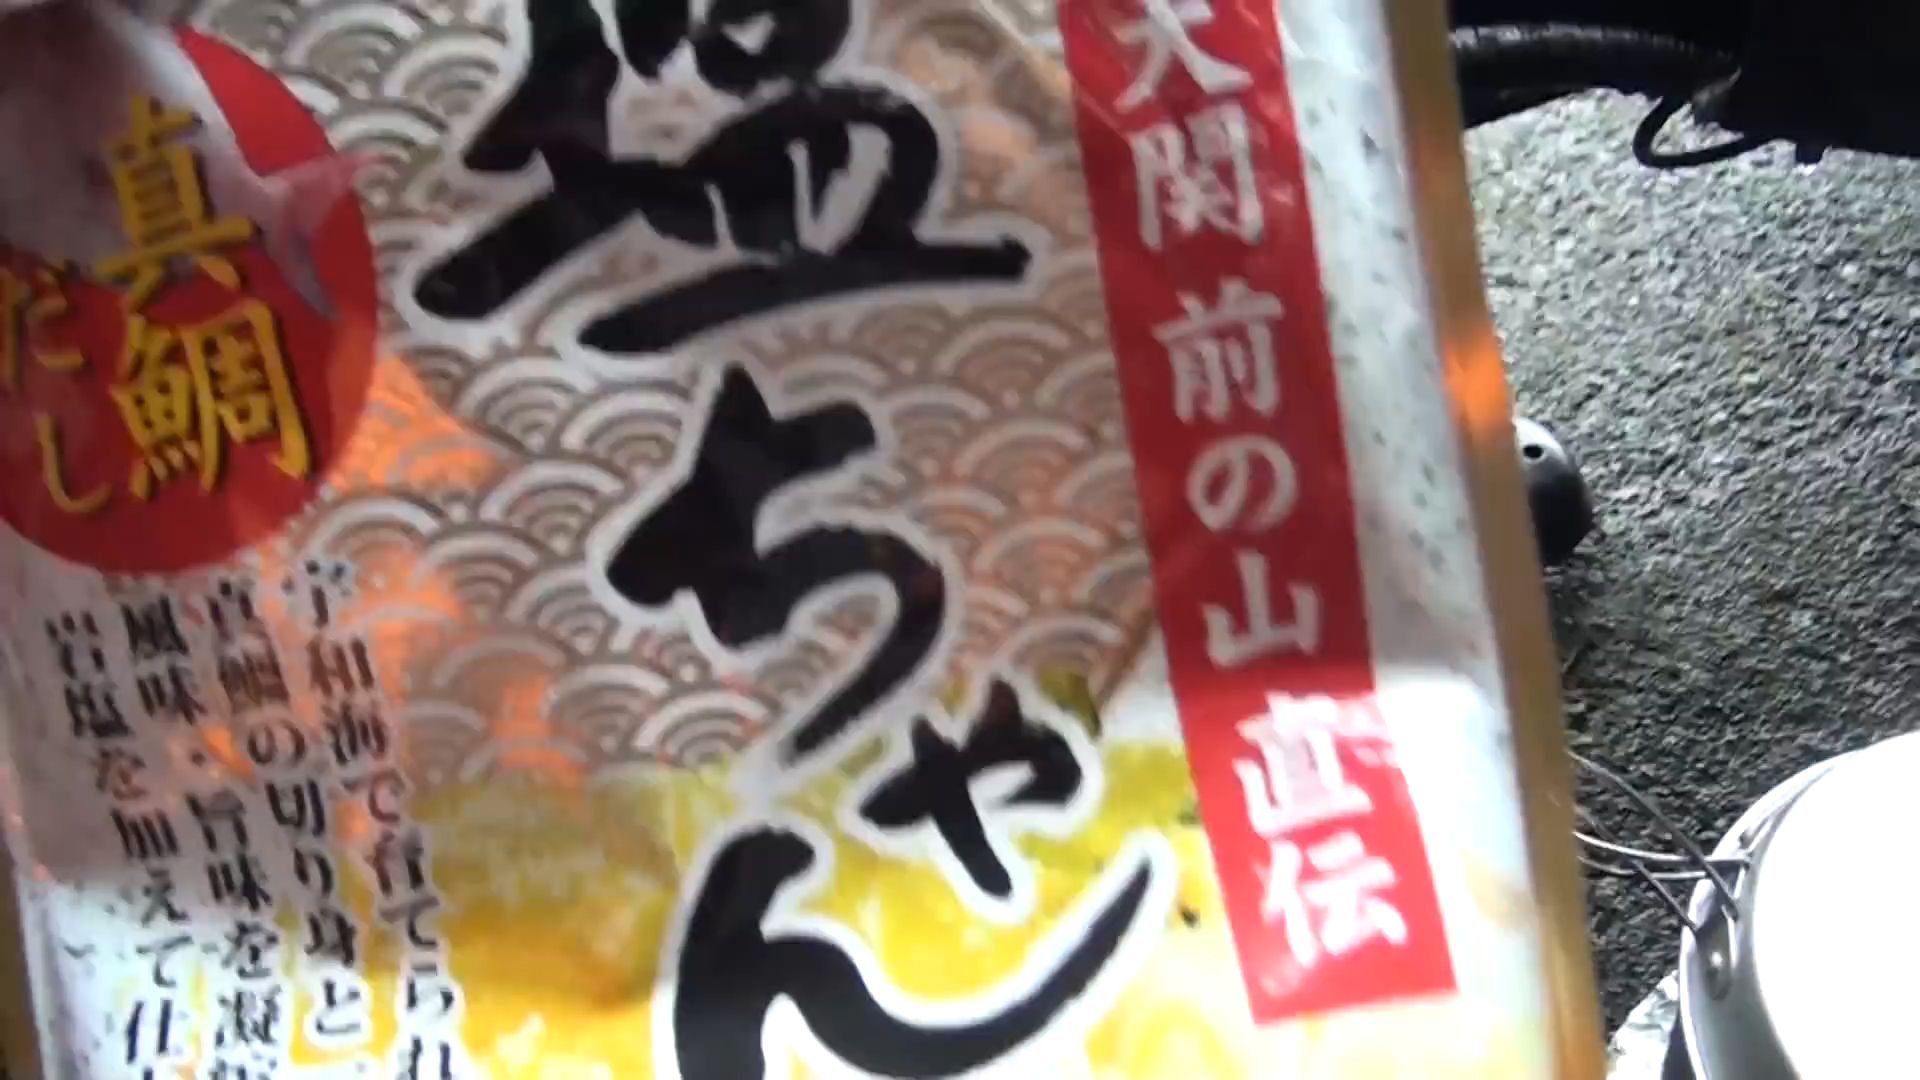 大関 前の山 直伝
塩ちゃん
真鯛
だし
宇和海で育てられ
真鯛の切り身と
風味・旨味を凝縮
岩塩を加えて仕